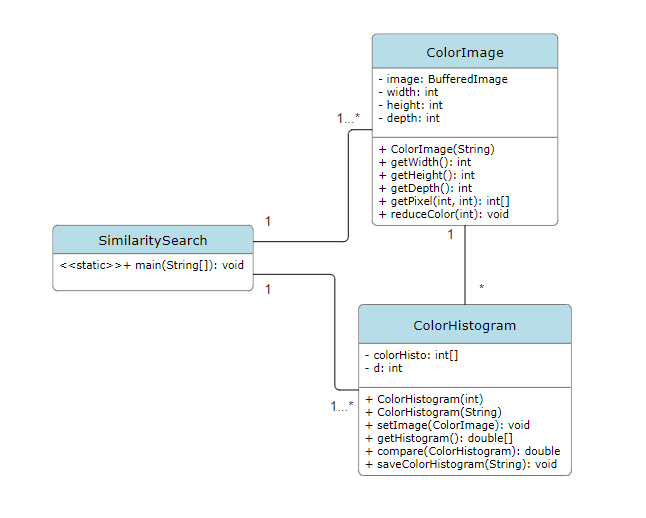 ColorImage
- image: BufferedImage
- width: int
- height: int
- depth: int
+ ColorImage(String)
+ getWidth(): int
+ getHeight(): int
+ getDepth(): int
+ getPixel(int, int): int[]
+ reduceColor(int): void
1...*
1
SimilaritySearch
<<static>>+ main(String[]): void
1
1...*
1
*
ColorHistogram
- colorHisto: int[]
- d: int
+ ColorHistogram(int)
+ ColorHistogram(String)
+ setImage(ColorImage): void
+ getHistogram(): double[]
+ compare(ColorHistogram): double
+ saveColorHistogram(String): void